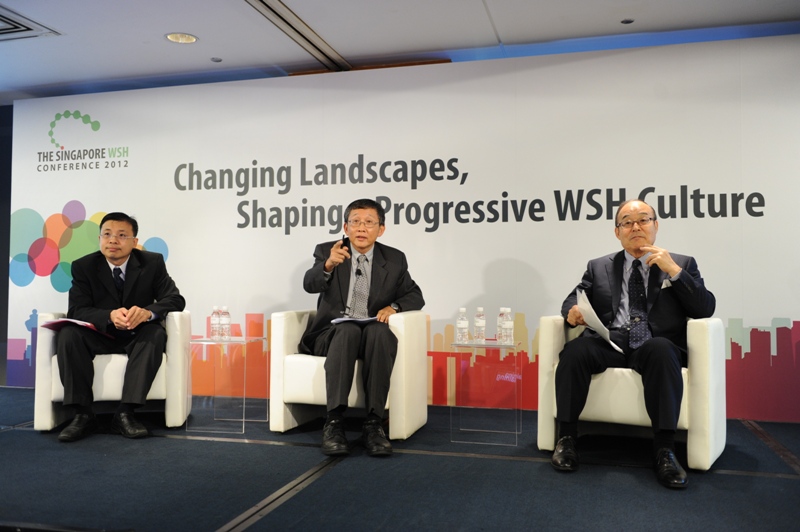 THE SINGAPORE WSH
CONFERENCE 2012
Changing Landscapes,
Shaping Progressive WSH Culture